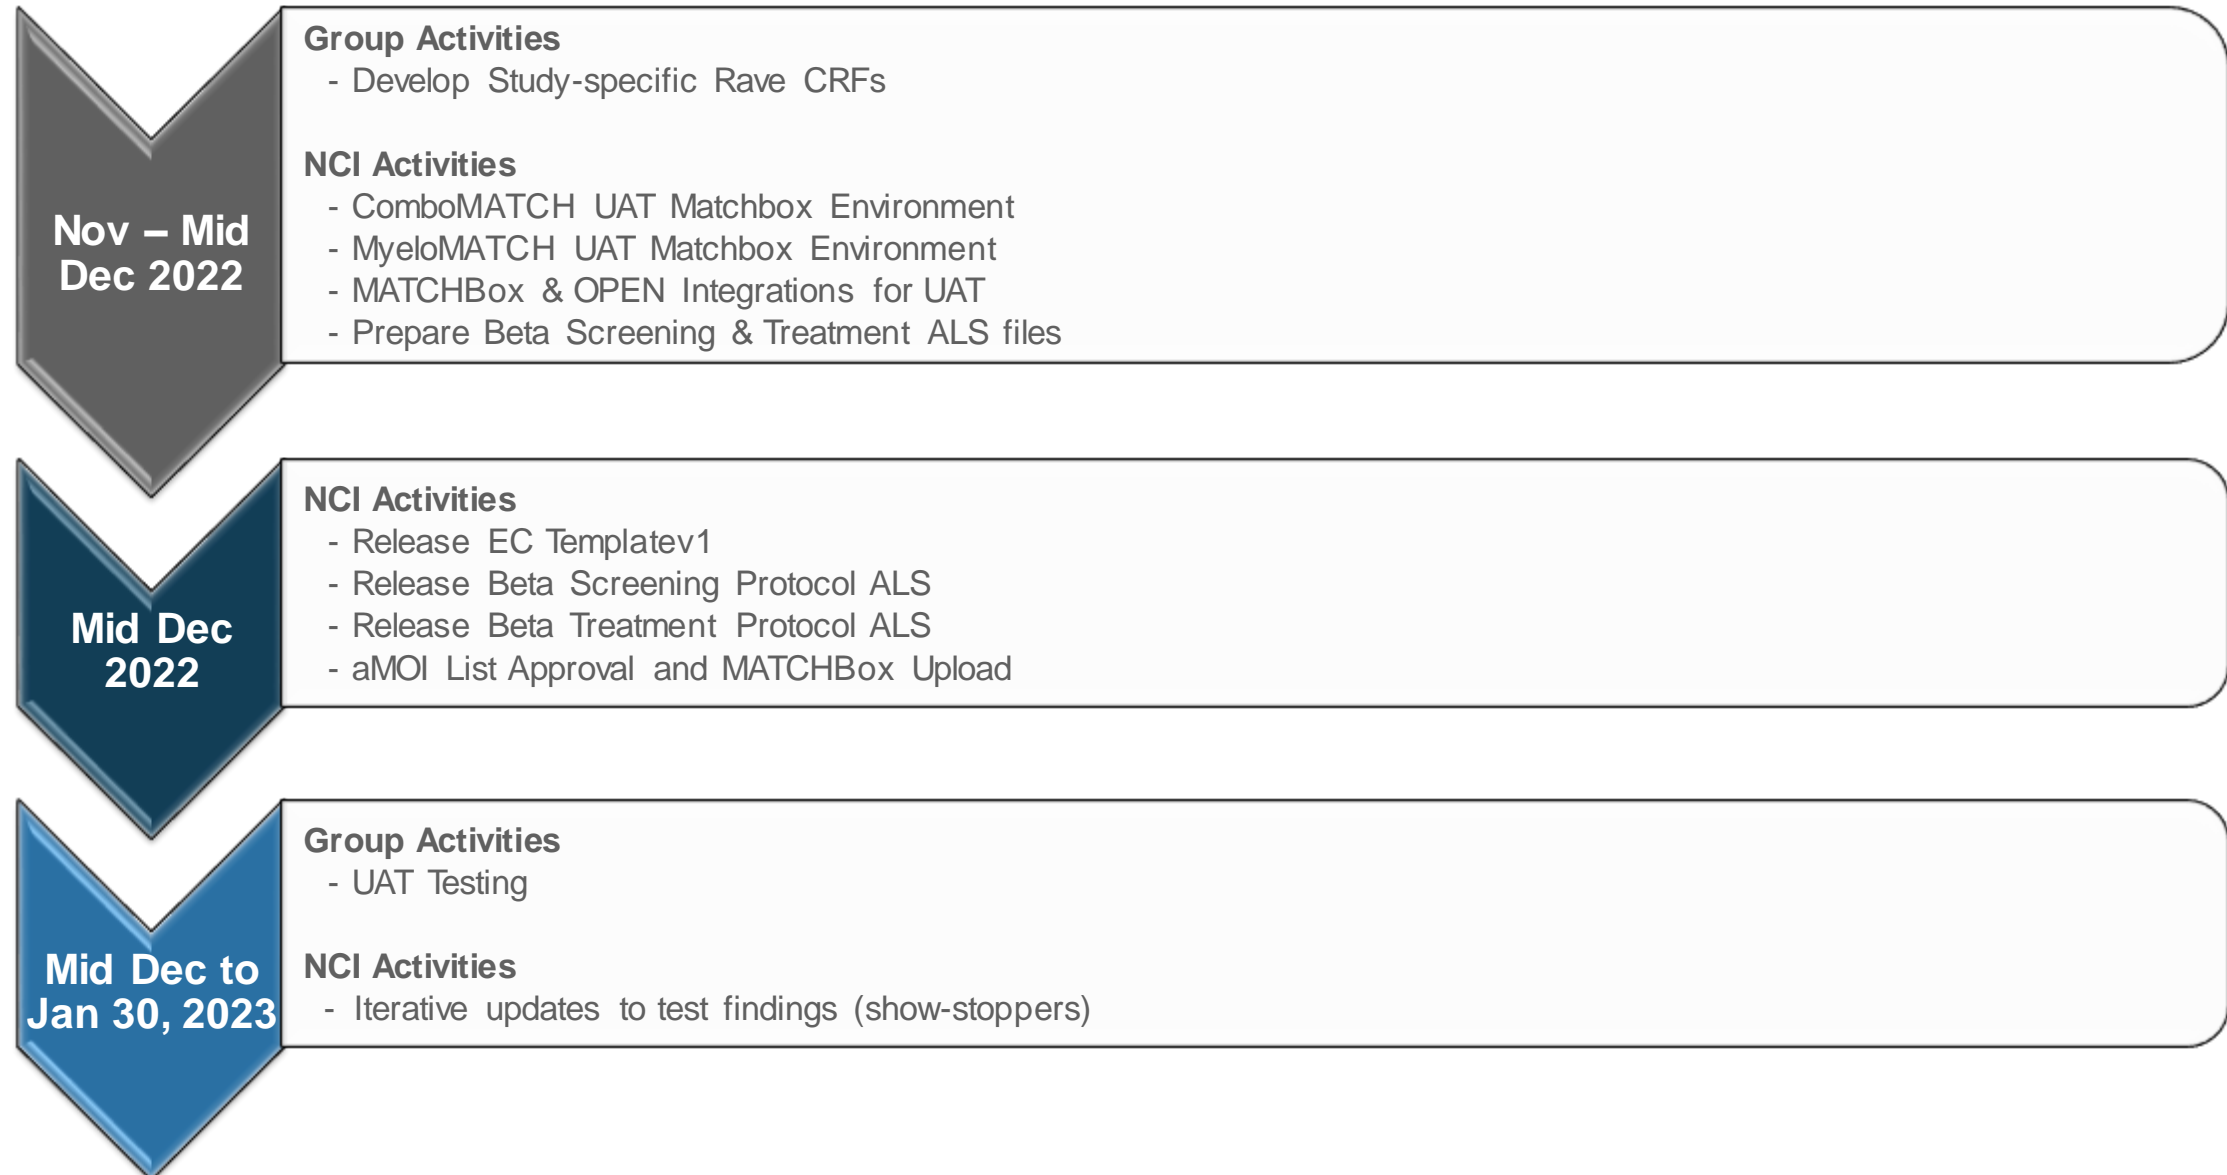 Nov – Mid
Dec 2022
Group Activities
- Develop Study-specific Rave CRFs
NCI Activities
- ComboMATCH UAT Matchbox Environment
- MyeloMATCH UAT Matchbox Environment
- MATCHBox & OPEN Integrations for UAT
- Prepare Beta Screening & Treatment ALS files
Mid Dec
2022
NCI Activities
- Release EC Templatev1
- Release Beta Screening Protocol ALS
- Release Beta Treatment Protocol ALS
- aMOI List Approval and MATCHBox Upload
Mid Dec to
Jan 30, 2023
Group Activities
- UAT Testing
NCI Activities
- Iterative updates to test findings (show-stoppers)